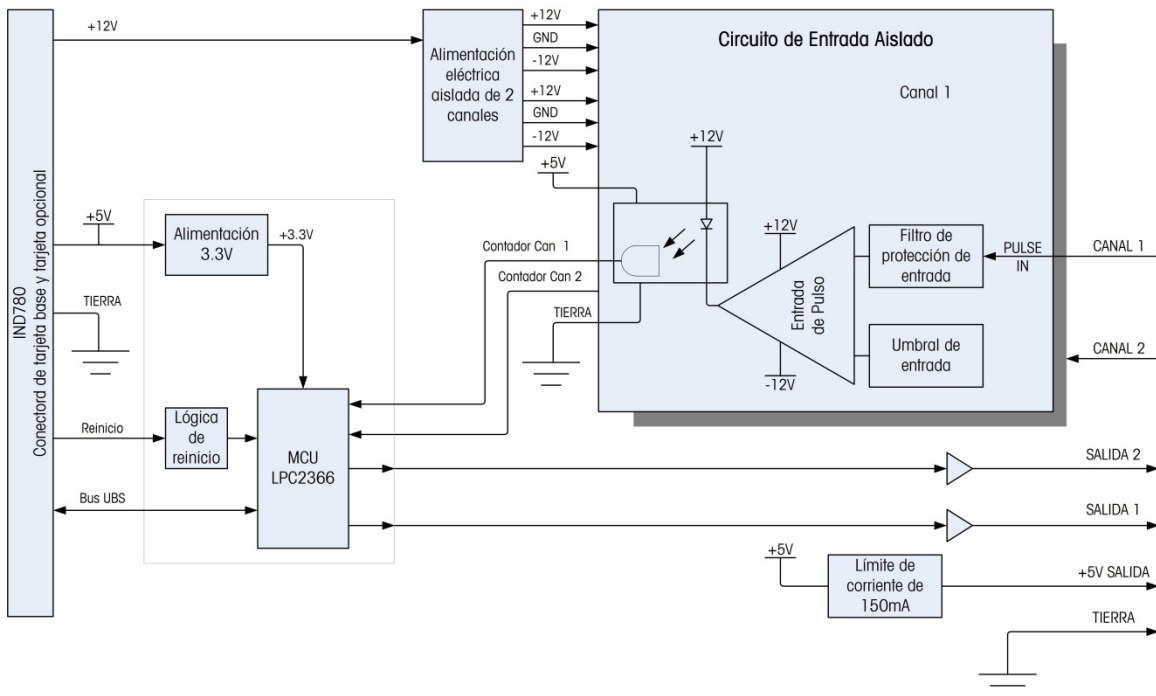 IND780
Conectord de tarjeta base y tarjeta opcional
+12V
Alimentación
eléctrica
aislada de 2
canales
+12V
GND
-12V
+12V
GND
-12V
Circuito de Entrada Aislado
Canal 1
+5V
+12V
+12V
Entrada
de Pulso
-12V
Filtro de
protección de
entrada
Umbral de
entrada
PULSE
IN
CANAL 1
CANAL 2
+5V
Alimentación
3.3V
+3.3V
Contador Can 1
Contador Can 2
TIERRA
TIERRA
Reinicio
Lógica
de
reinicio
MCU
LPC2366
Bus UBS
SALIDA 2
SALIDA 1
+5V
Límite de
corriente de
150mA
+5V SALIDA
TIERRA